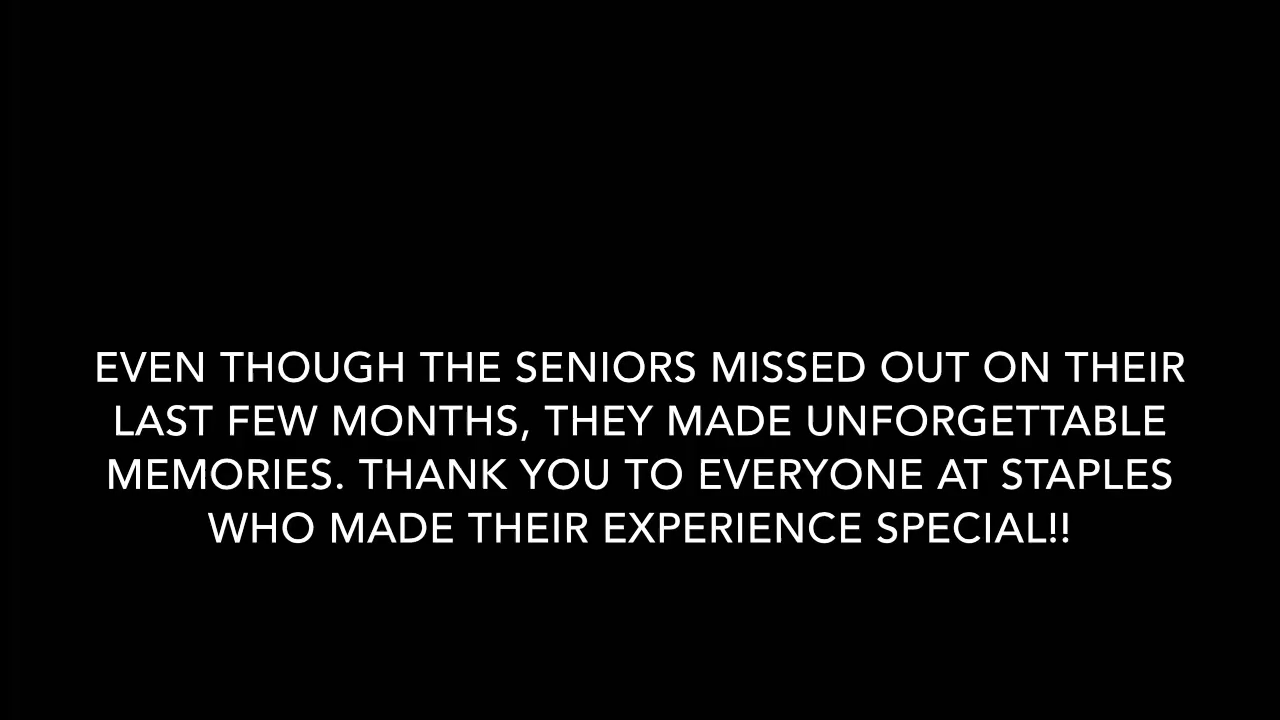 EVEN THOUGH THE SENIORS MISSED OUT ON THEIR
LAST FEW MONTHS, THEY MADE UNFORGETTABLE
MEMORIES. THANK YOU TO EVERYONE AT STAPLES
WHO MADE THEIR EXPERIENCE SPECIAL!!